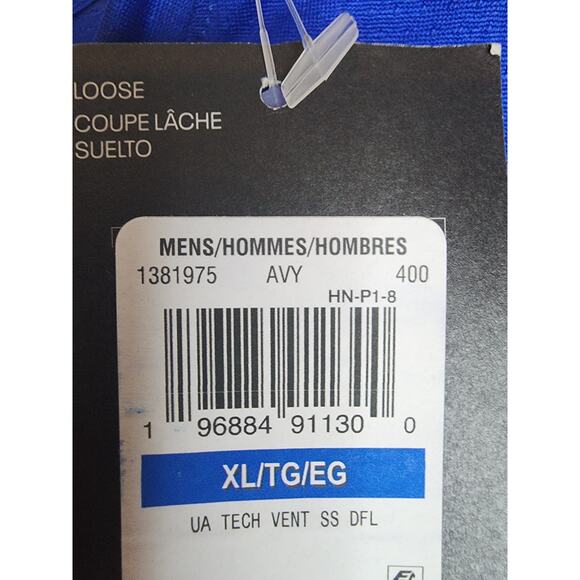 LOOSE
COUPE LÂCHE
SUELTO
MENS/HOMMES/HOMBRES
1381975 AVY 400
HN-P1-8
1 96884 91130 0
XL/TG/EG
UA TECH VENT SS DFL